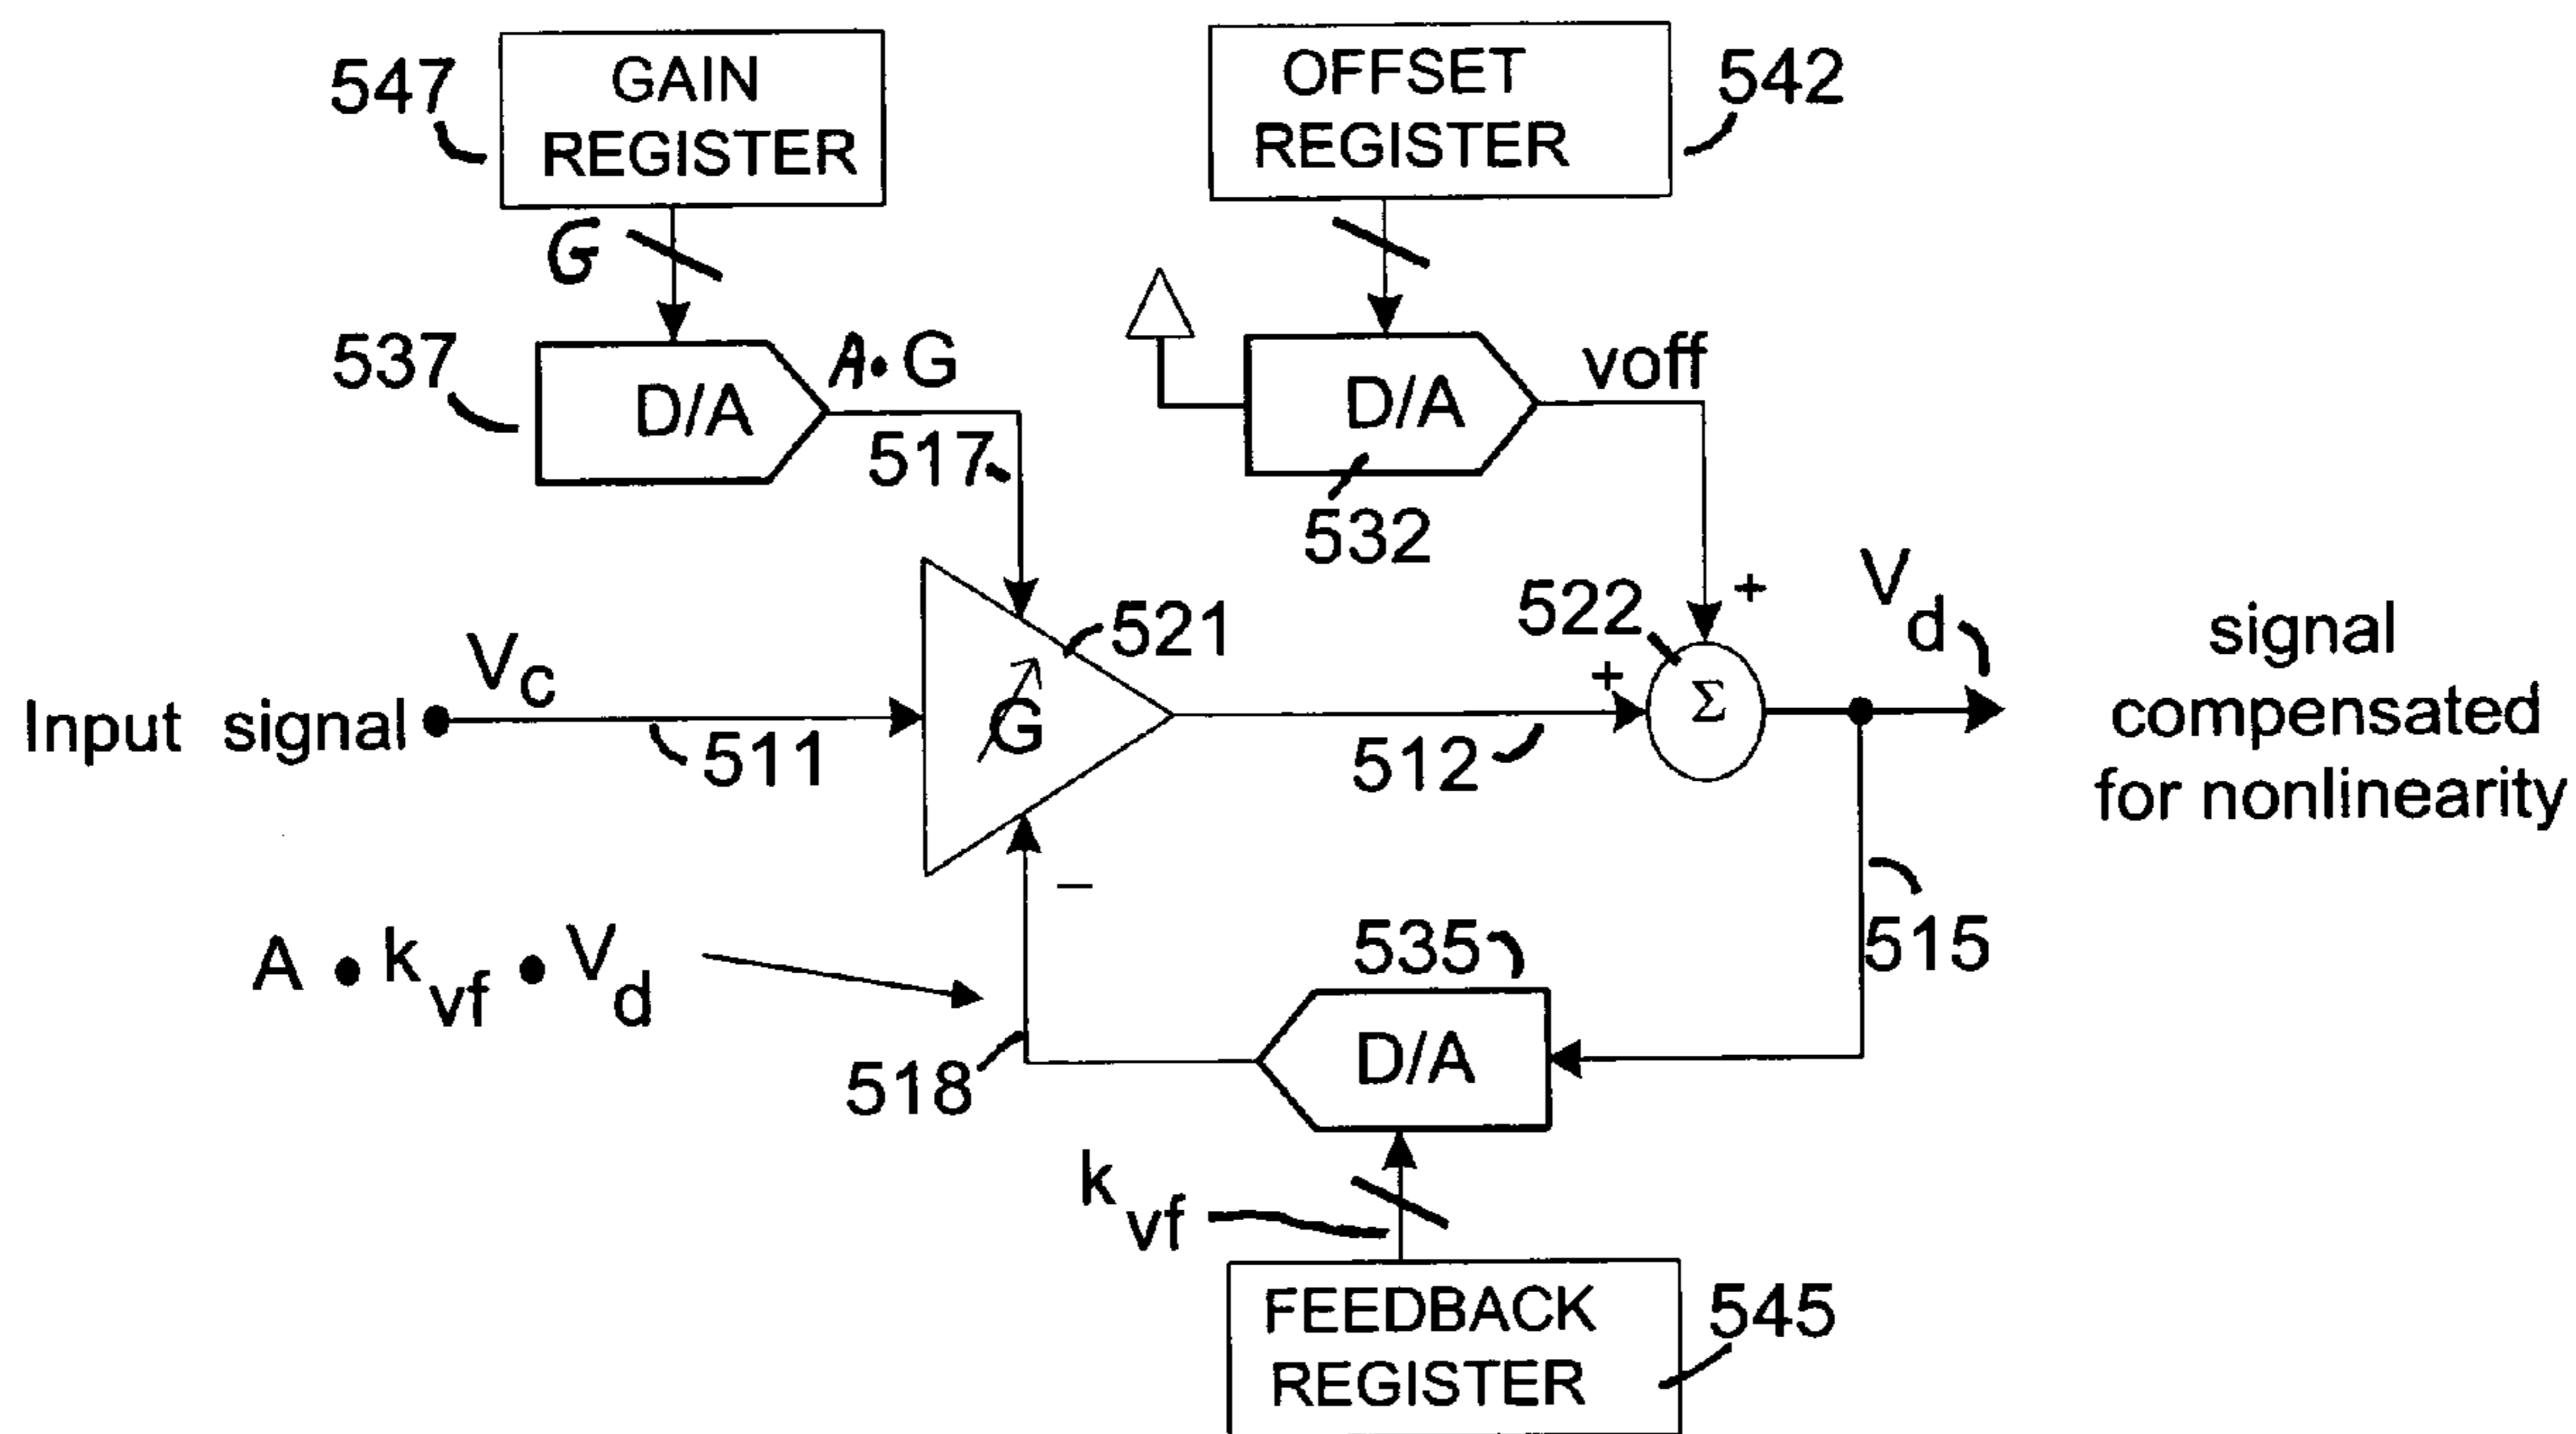 547
GAIN
REGISTER
OFFSET
REGISTER
542
G
537
D/A
A•G
517
D/A
voff
532
521
522
+
+
V
d
Input signal
V
C
511
G
512
Σ
signal
compensated
for nonlinearity
−
A • k
vf
• V
d
518
535
D/A
515
k
vf
FEEDBACK
REGISTER
545